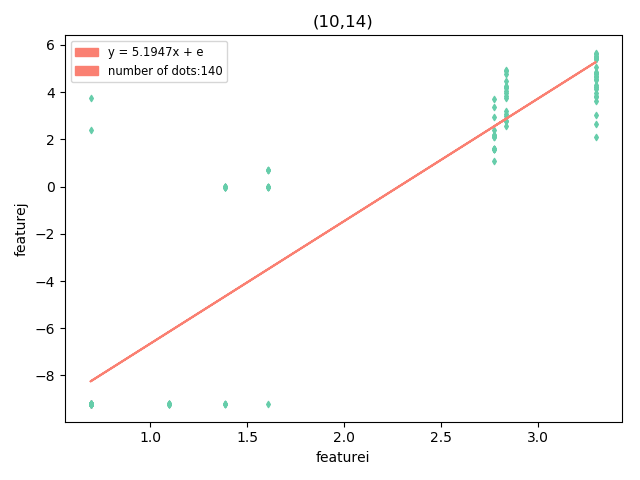 (10,14)
y = 5.1947x + e
number of dots:140
6
4
2
0
−2
−4
−6
−8
featurej
1.0 1.5 2.0 2.5 3.0
featurei